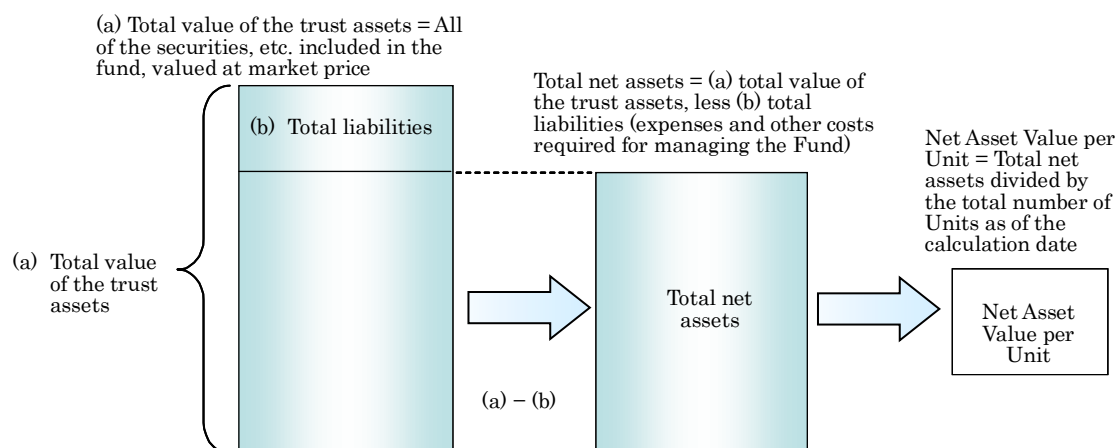 (a) Total value of the trust assets = All
of the securities, etc. included in the
fund, valued at market price
Total net assets = (a) total value of
the trust assets, less (b) total
liabilities (expenses and other costs
required for managing the Fund)
(b) Total liabilities
Net Asset Value per
Unit = Total net
assets divided by
the total number of
Units as of the
calculation date
(a) Total value
of the trust
assets
Total net
assets
Net Asset
Value per
Unit
(a) − (b)